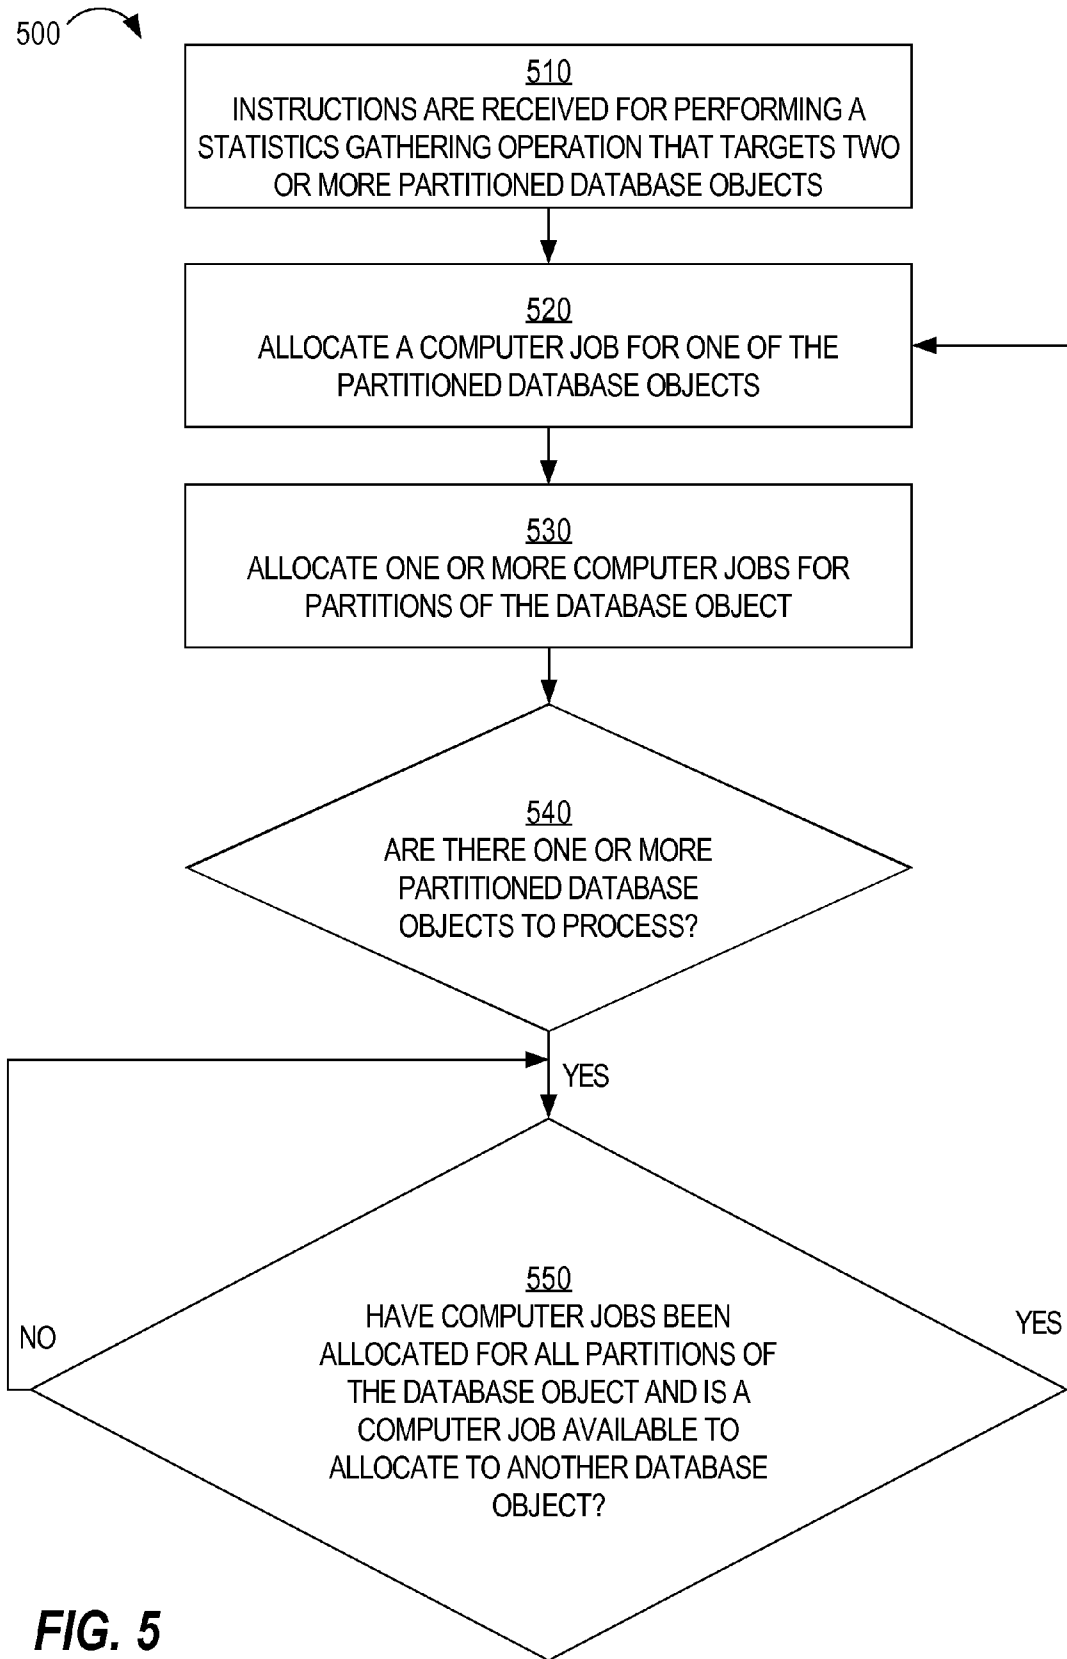 500
510
INSTRUCTIONS ARE RECEIVED FOR PERFORMING A
STATISTICS GATHERING OPERATION THAT TARGETS TWO
OR MORE PARTITIONED DATABASE OBJECTS
520
ALLOCATE A COMPUTER JOB FOR ONE OF THE
PARTITIONED DATABASE OBJECTS
530
ALLOCATE ONE OR MORE COMPUTER JOBS FOR
PARTITIONS OF THE DATABASE OBJECT
540
ARE THERE ONE OR MORE
PARTITIONED DATABASE
OBJECTS TO PROCESS?
YES
550
HAVE COMPUTER JOBS BEEN
ALLOCATED FOR ALL PARTITIONS OF
THE DATABASE OBJECT AND IS A
COMPUTER JOB AVAILABLE TO
ALLOCATE TO ANOTHER DATABASE
OBJECT?
NO
YES
FIG. 5